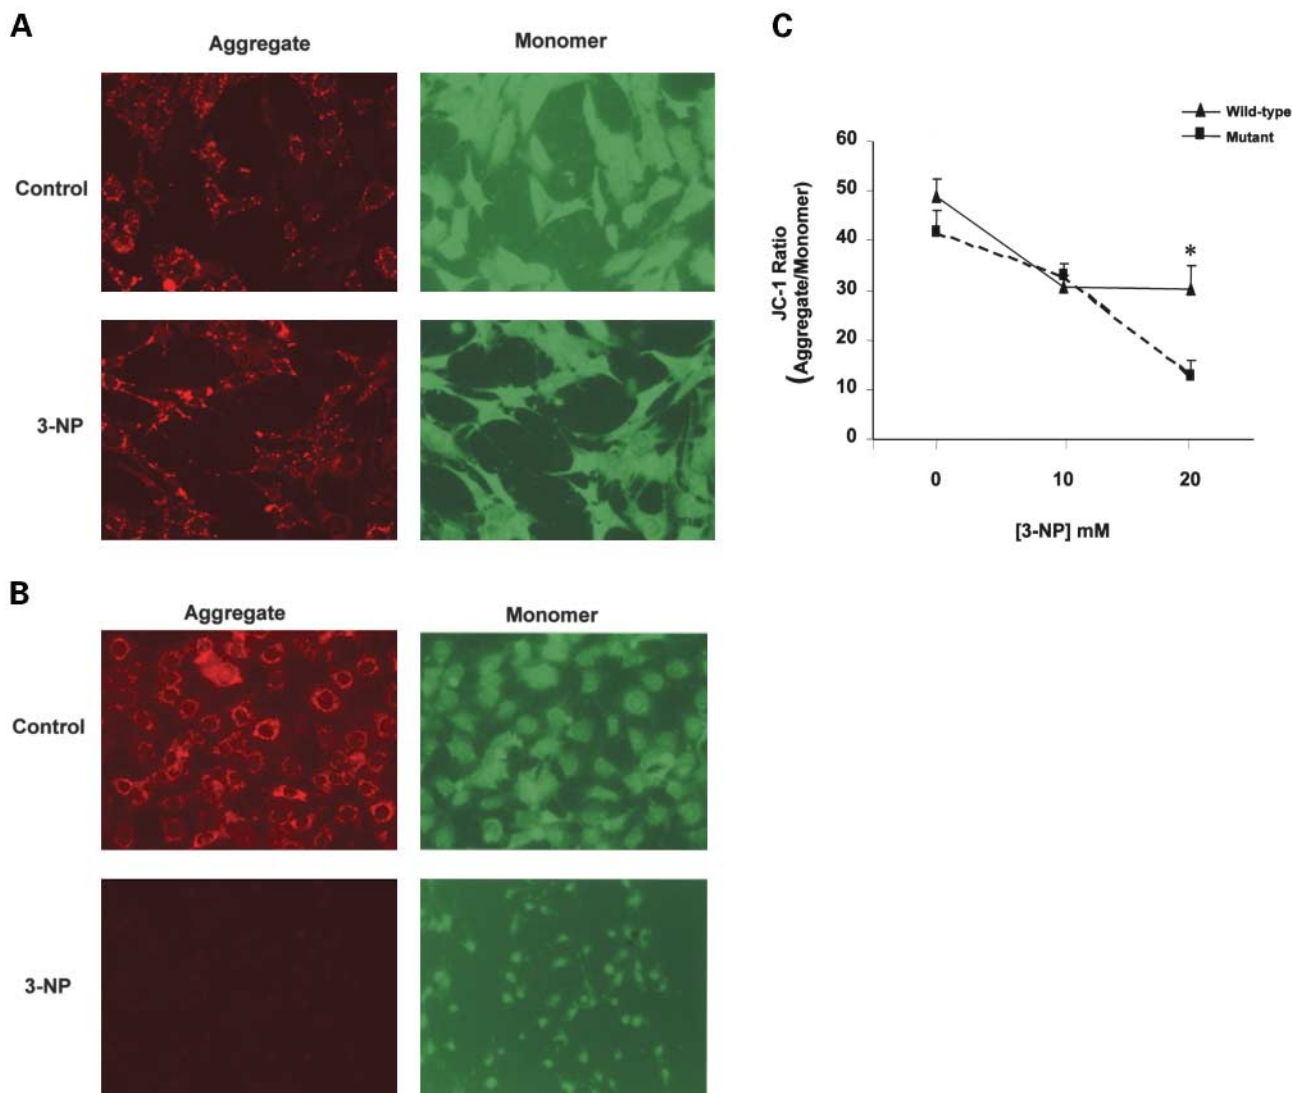 A
Aggregate
Monomer
Control
3-NP
B
Aggregate
Monomer
Control
3-NP
C
Wild-type
Mutant
JC-1 Ratio
(Aggregate/Monomer)
60
50
40
30
20
10
0
*
0 10 20
[3-NP] mM